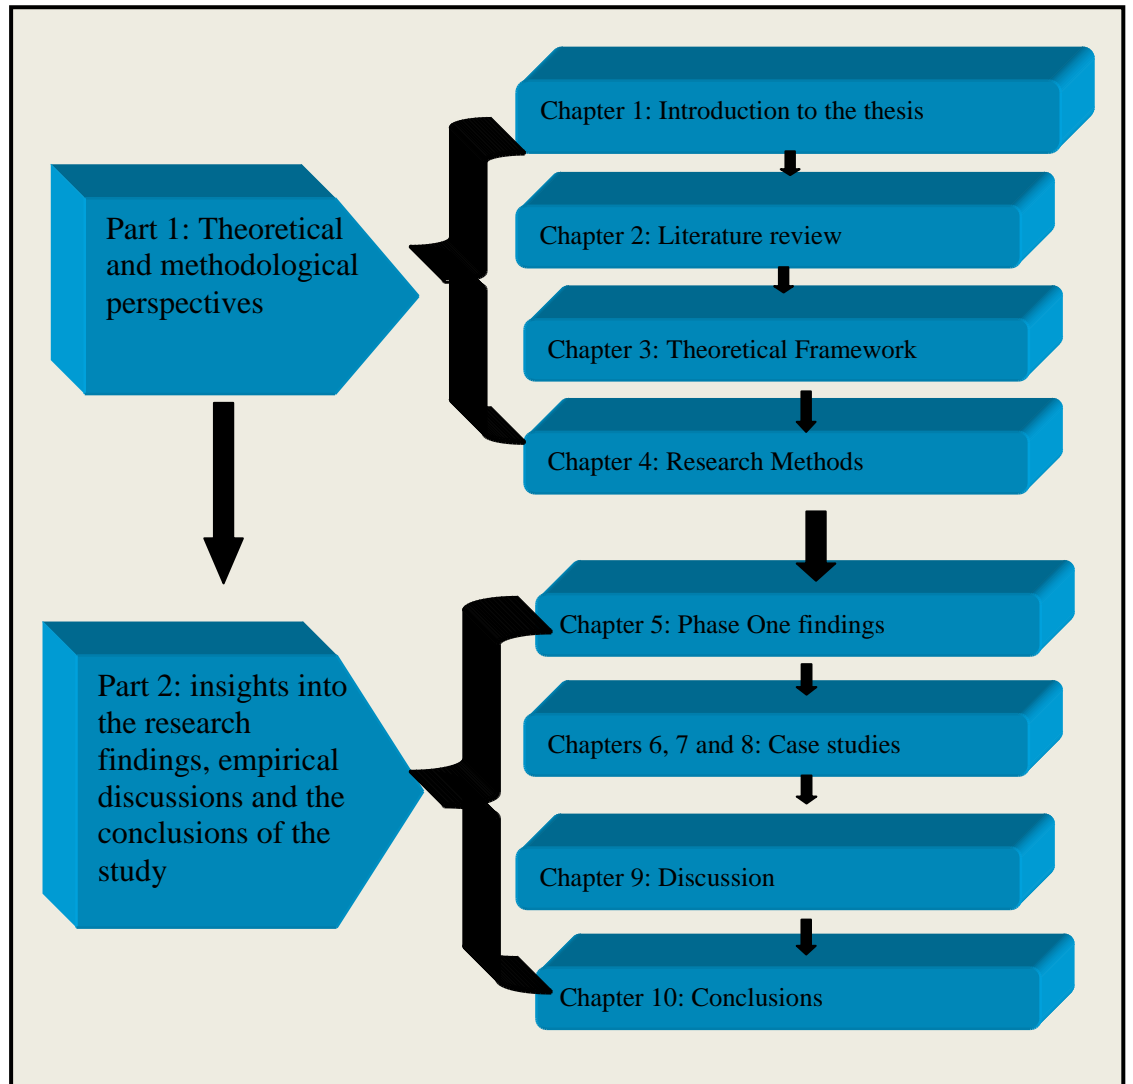 Part 1: Theoretical
and methodological
perspectives
Chapter 1: Introduction to the thesis
Chapter 2: Literature review
Chapter 3: Theoretical Framework
Chapter 4: Research Methods
Part 2: insights into
the research
findings, empirical
discussions and the
conclusions of the
study
Chapter 5: Phase One findings
Chapters 6, 7 and 8: Case studies
Chapter 9: Discussion
Chapter 10: Conclusions